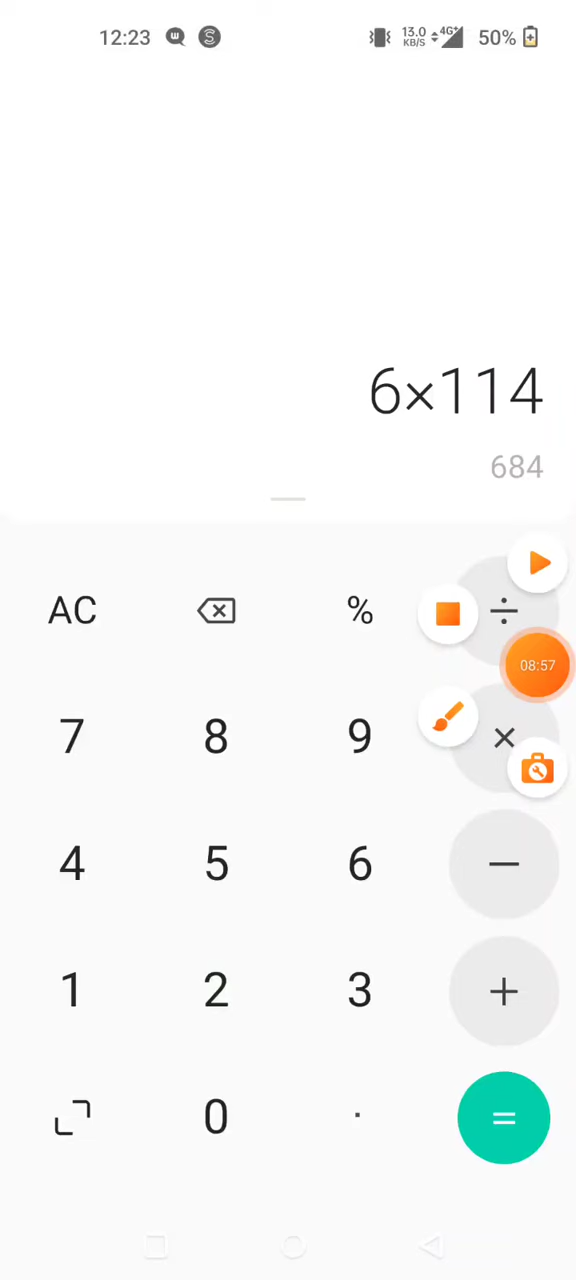 12:23 W S 13.0 KB/S 4G+ 50%
6×114
684
AC %
÷
08:57
7 8 9 ×
4 5 6 −
1 2 3 +
0 . =